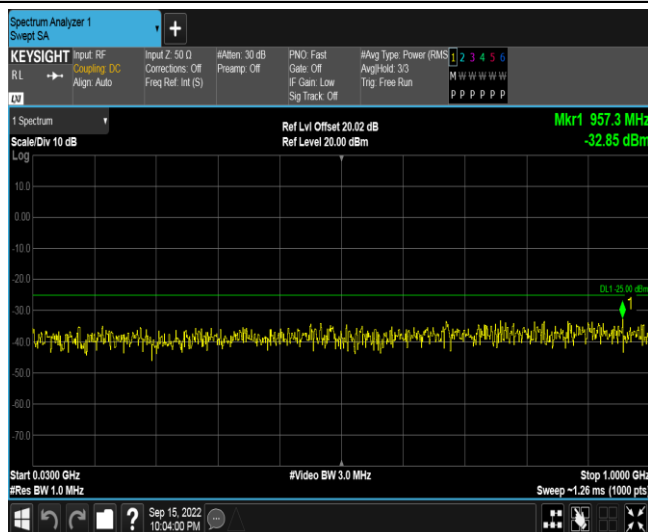 Spectrum Analyzer 1
Swept SA
KEYSIGHT
RL
LXI
Input: RF
Coupling: DC
Align: Auto
Input Z: 50 Ω
Corrections: Off
Freq Ref: Int (S)
#Atten: 30 dB
Preamp: Off
PNO: Fast
Gate: Off
IF Gain: Low
Sig Track: Off
#Avg Type: Power (RMS
Avg|Hold: 3/3
Trig: Free Run
1 2 3 4 5 6
M W W W W W
P P P P P P
1 Spectrum
Scale/Div 10 dB
Log
Ref Lvl Offset 20.02 dB
Ref Level 20.00 dBm
Mkr1 957.3 MHz
-32.85 dBm
10.0
0.00
-10.0
-20.0
DL1 -25.00 dBm
1
-30.0
-40.0
-50.0
-60.0
-70.0
Start 0.0300 GHz
#Res BW 1.0 MHz
#Video BW 3.0 MHz
Stop 1.0000 GHz
Sweep ~1.26 ms (1000 pts)
?
Sep 15, 2022
10:04:00 PM